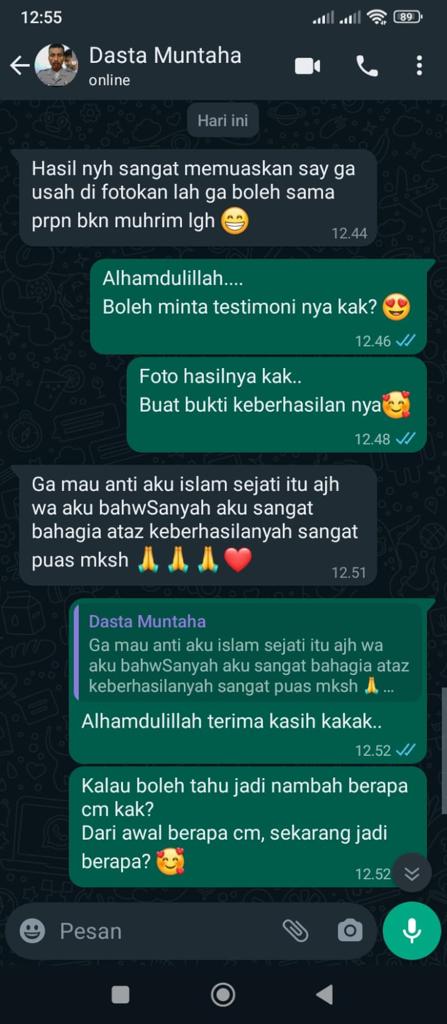 12:55
89
Dasta Muntaha
online
Hari ini
Hasil nyh sangat memuaskan say ga
usah di fotokan lah ga boleh sama
prpn bkn muhrim lgh 😁
12.44
Alhamdulillah....
Boleh minta testimoni nya kak? 😍
12.46
Foto hasilnya kak..
Buat bukti keberhasilan nya🥰
12.48
Ga mau anti aku islam sejati itu ajh
wa aku bahwSanyah aku sangat
bahagia ataz keberhasilanyah sangat
puas mksh 🙏 🙏 🙏❤️
12.51
Dasta Muntaha
Ga mau anti aku islam sejati itu ajh wa
aku bahwSanyah aku sangat bahagia ataz
keberhasilanyah sangat puas mksh 🙏 ...
Alhamdulillah terima kasih kakak..
12.52
Kalau boleh tahu jadi nambah berapa
cm kak?
Dari awal berapa cm, sekarang jadi
berapa? 🥰
12.52
Pesan